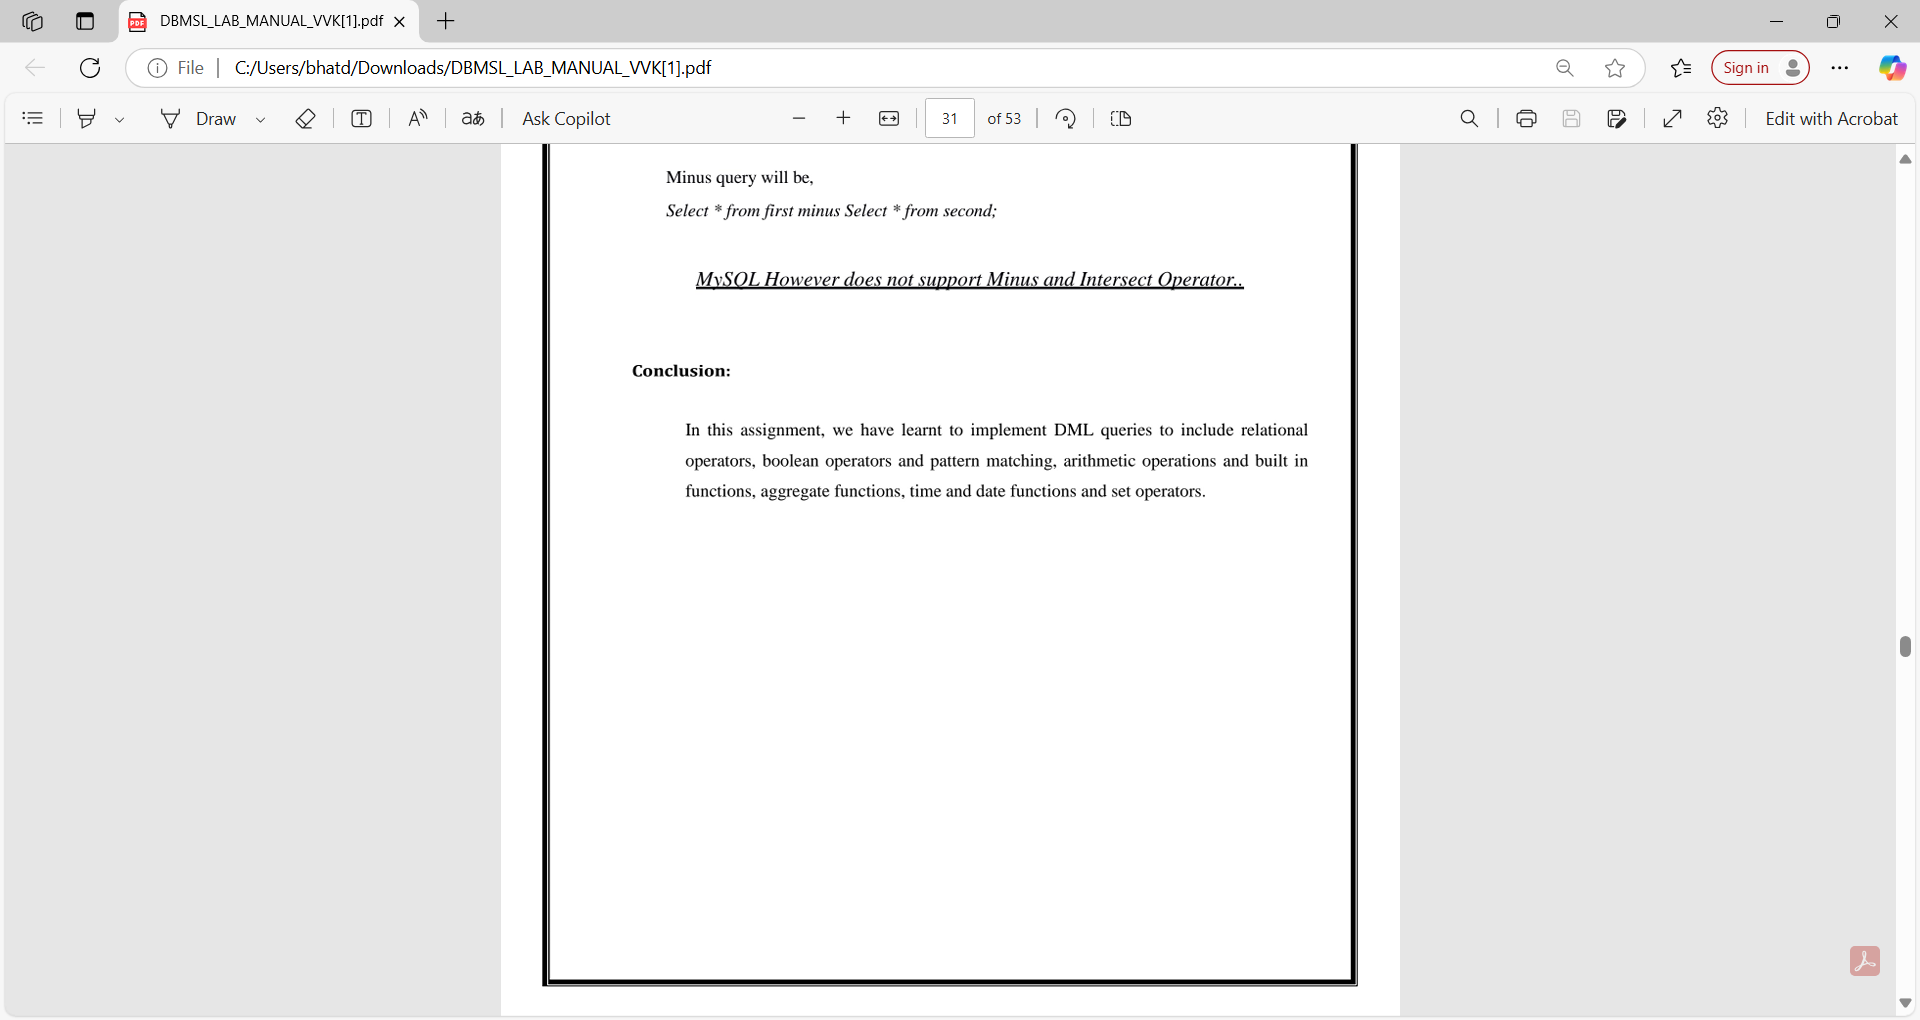 DBMSL_LAB_MANUAL_VVK[1].pdf
File
C:/Users/bhatd/Downloads/DBMSL_LAB_MANUAL_VVK[1].pdf
Sign in
Draw
Ask Copilot
31 of 53
Edit with Acrobat
Minus query will be,
Select * from first minus Select * from second;
MySQL However does not support Minus and Intersect Operator..
Conclusion:
In this assignment, we have learnt to implement DML queries to include relational
operators, boolean operators and pattern matching, arithmetic operations and built in
functions, aggregate functions, time and date functions and set operators.